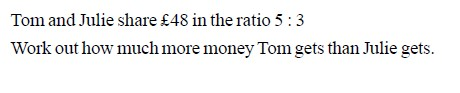 Tom and Julie share £48 in the ratio 5 : 3
Work out how much more money Tom gets than Julie gets.